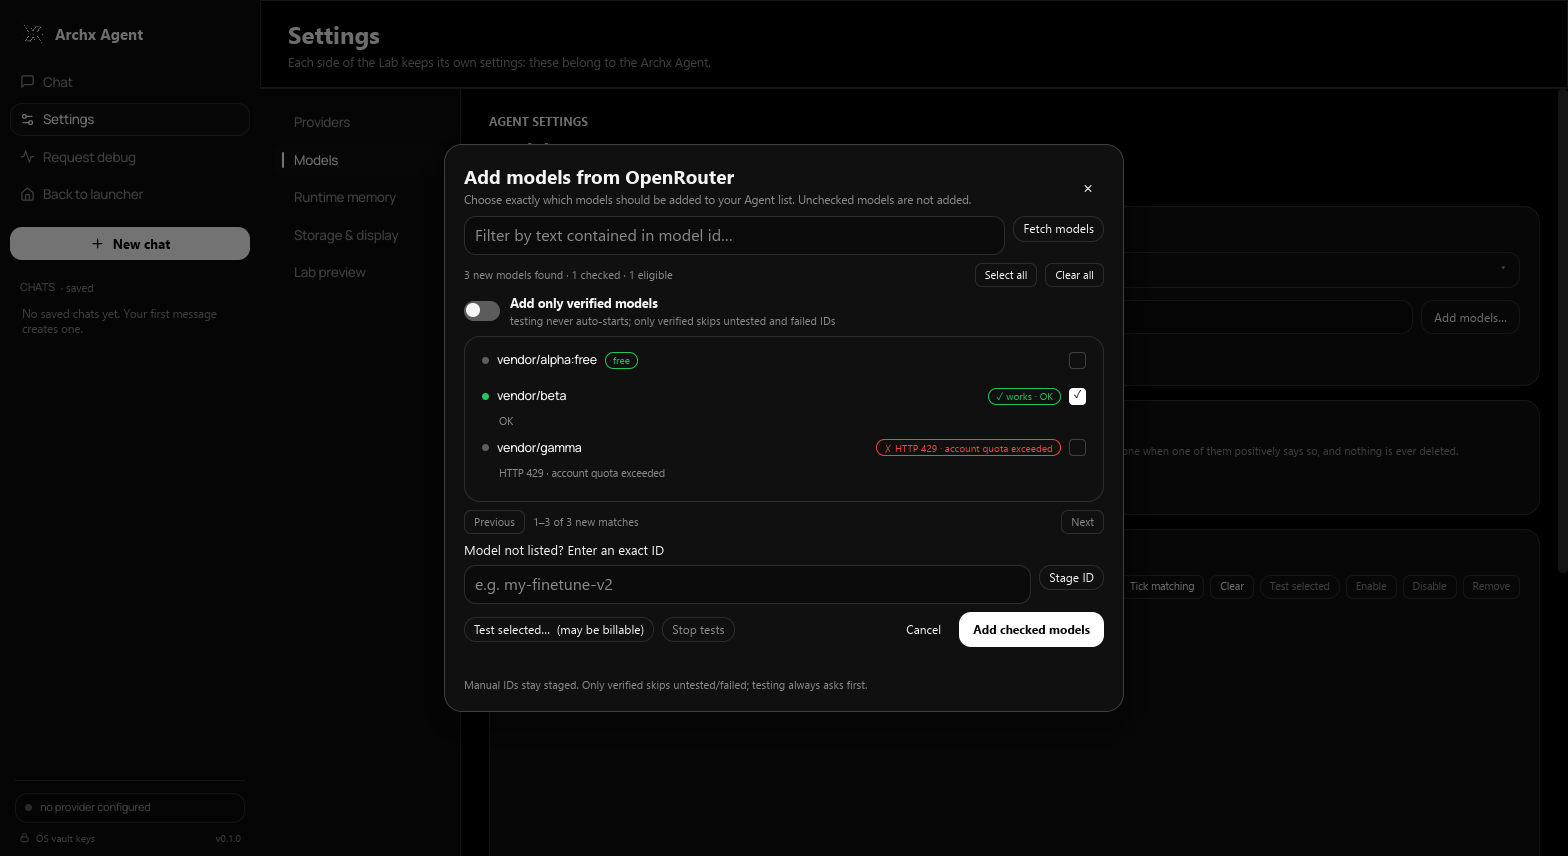 Archx Agent
Chat
Settings
Request debug
Back to launcher
+ New chat
CHATS · saved
No saved chats yet. Your first message
creates one.
no provider configured
OS vault keys
v0.1.0
Settings
Each side of the Lab keeps its own settings: these belong to the Archx Agent.
Providers
Models
Runtime memory
Storage & display
Lab preview
AGENT SETTINGS
Add models...
one when one of them positively says so, and nothing is ever deleted.
Tick matching
Clear
Test selected
Enable
Disable
Remove
Add models from OpenRouter
×
Choose exactly which models should be added to your Agent list. Unchecked models are not added.
Filter by text contained in model id...
Fetch models
3 new models found · 1 checked · 1 eligible
Select all
Clear all
Add only verified models
testing never auto-starts; only verified skips untested and failed IDs
vendor/alpha:free free
vendor/beta ✓ works · OK ✓
OK
vendor/gamma ✗ HTTP 429 · account quota exceeded
HTTP 429 · account quota exceeded
Previous
1–3 of 3 new matches
Next
Model not listed? Enter an exact ID
e.g. my-finetune-v2
Stage ID
Test selected... (may be billable)
Stop tests
Cancel
Add checked models
Manual IDs stay staged. Only verified skips untested/failed; testing always asks first.